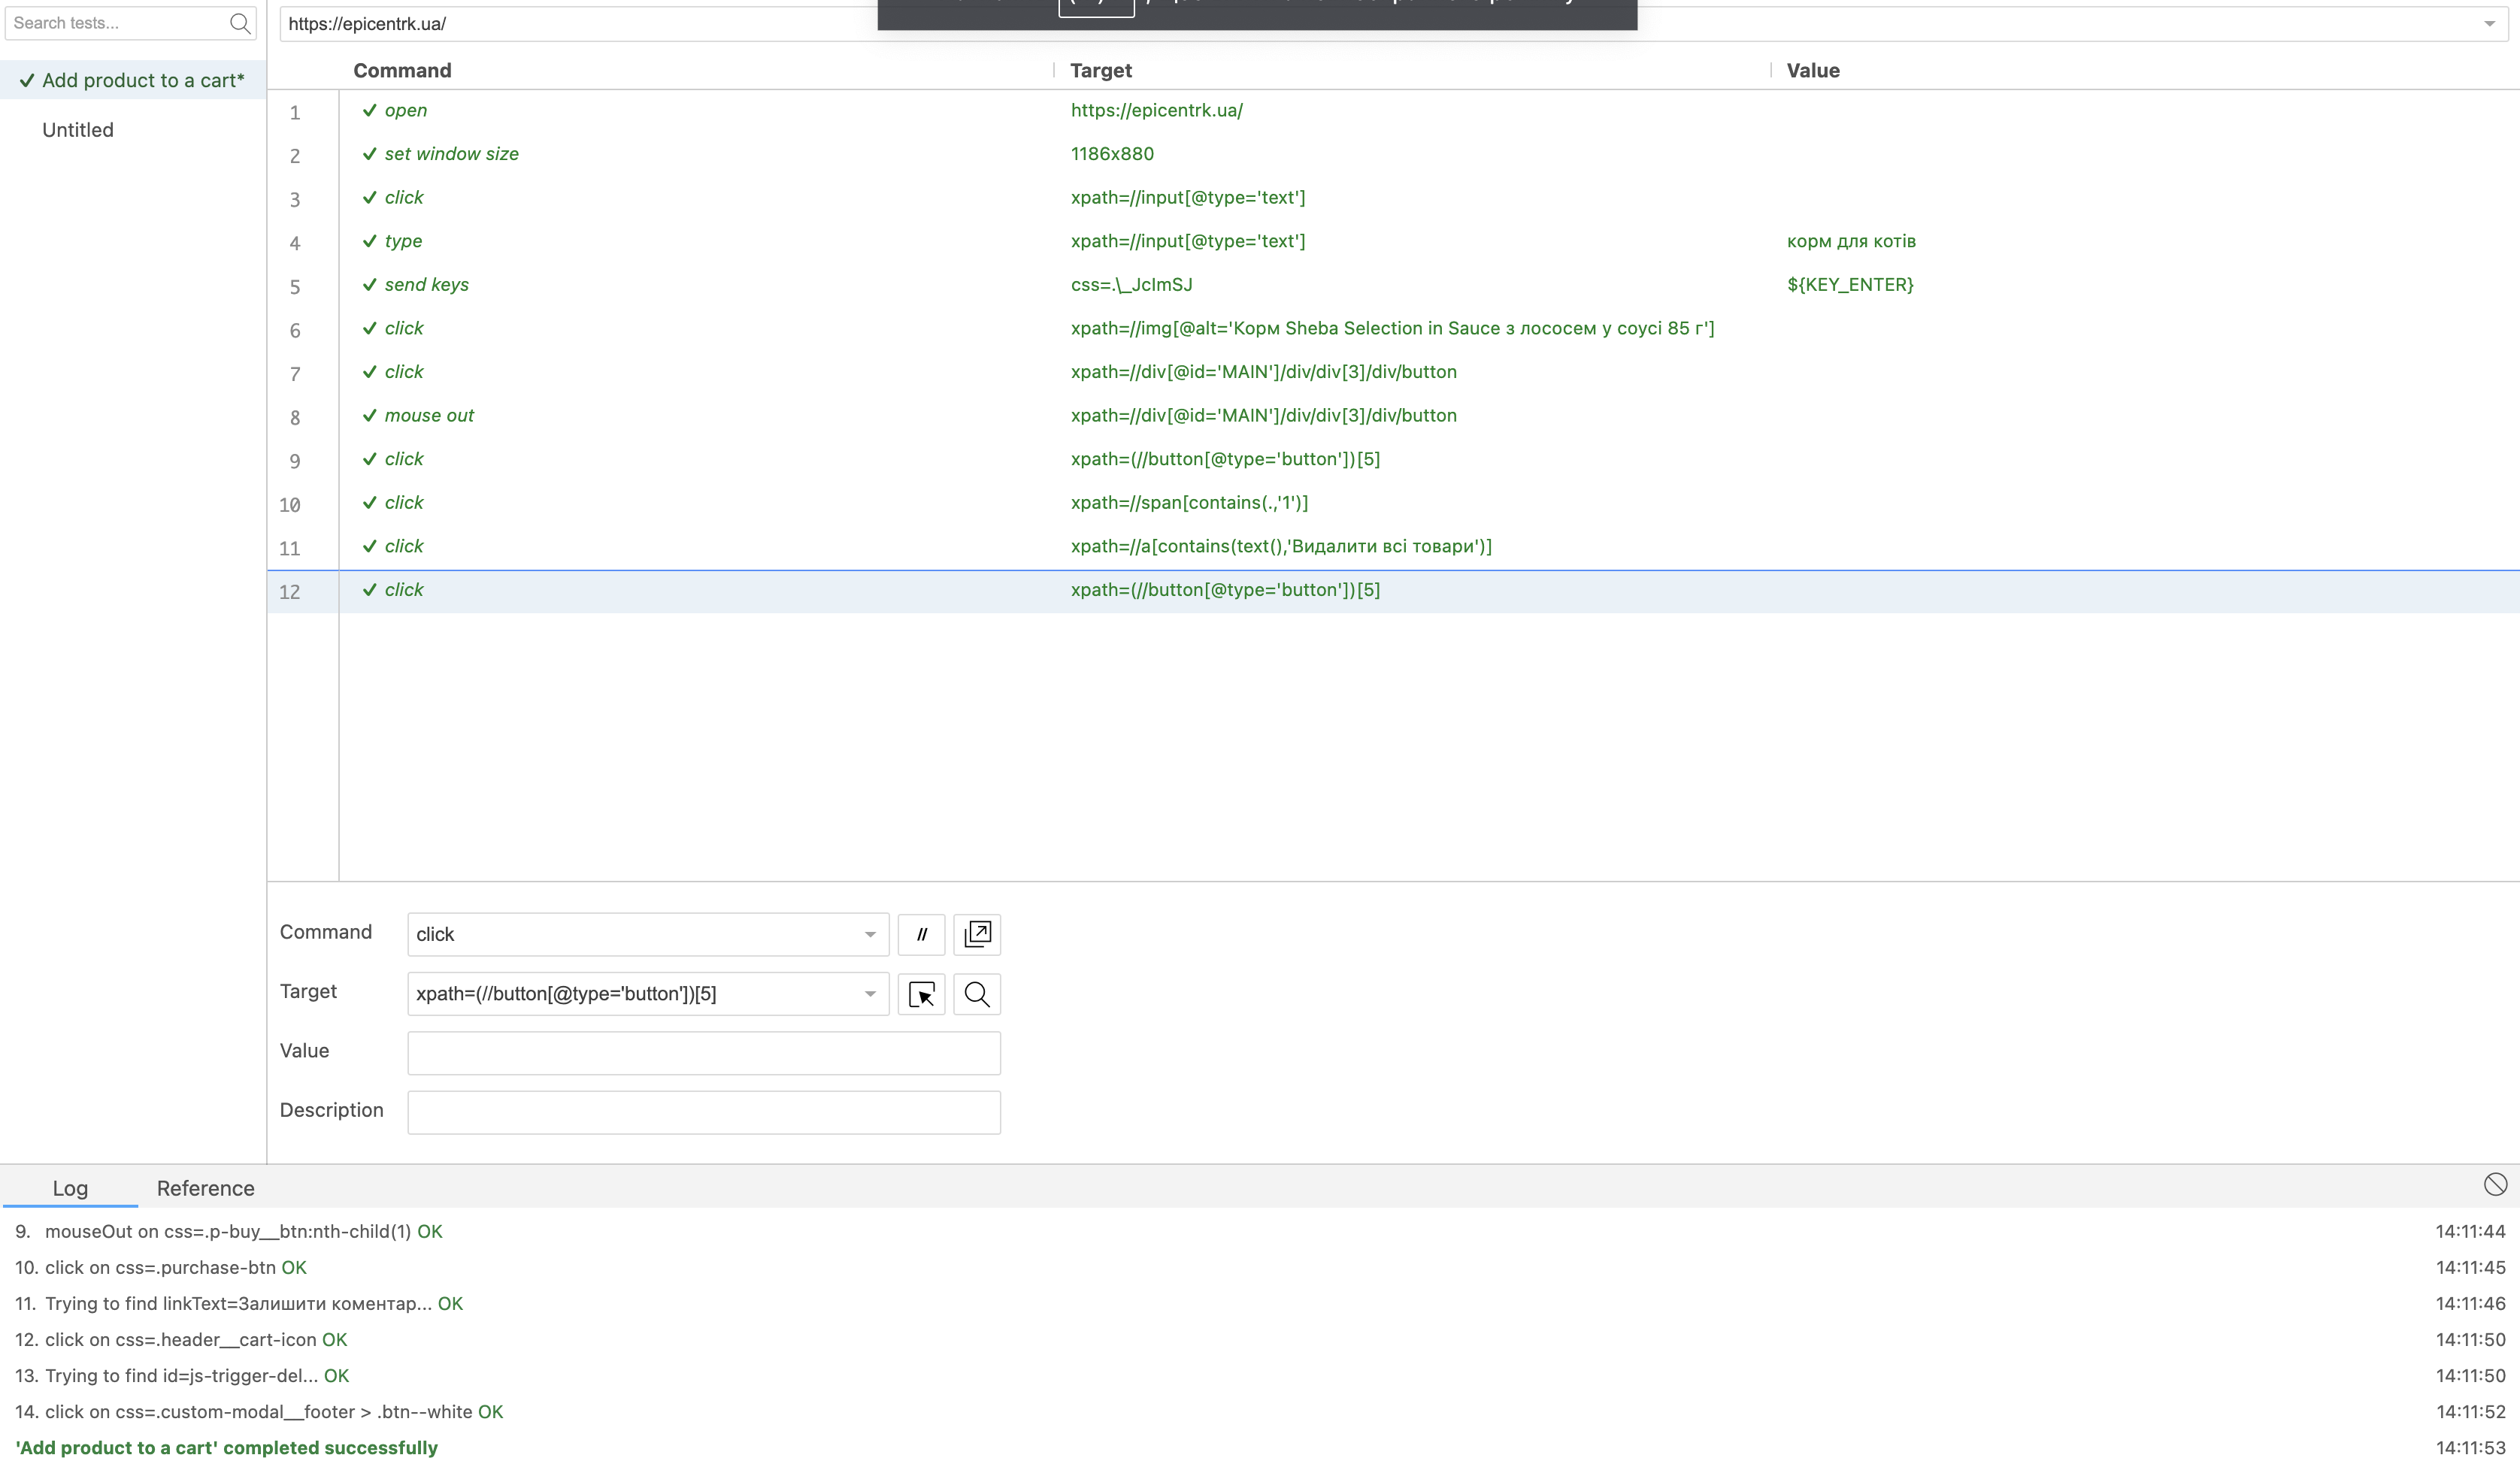 Search tests...
https://epicentrk.ua/
Add product to a cart*
Untitled
Command Target Value
1 open https://epicentrk.ua/
2 set window size 1186x880
3 click xpath=//input[@type='text']
4 type xpath=//input[@type='text'] корм для котів
5 send keys css=.\_JcImSJ ${KEY_ENTER}
6 click xpath=//img[@alt='Корм Sheba Selection in Sauce з лососем у соусі 85 г']
7 click xpath=//div[@id='MAIN']/div/div[3]/div/button
8 mouse out xpath=//div[@id='MAIN']/div/div[3]/div/button
9 click xpath=(//button[@type='button'])[5]
10 click xpath=//span[contains(.,'1')]
11 click xpath=//a[contains(text(),'Видалити всі товари')]
12 click xpath=(//button[@type='button'])[5]
Command click //
Target xpath=(//button[@type='button'])[5]
Value
Description
Log Reference
9. mouseOut on css=.p-buy__btn:nth-child(1) OK 14:11:44
10. click on css=.purchase-btn OK 14:11:45
11. Trying to find linkText=Залишити коментар... OK 14:11:46
12. click on css=.header__cart-icon OK 14:11:50
13. Trying to find id=js-trigger-del... OK 14:11:50
14. click on css=.custom-modal__footer > .btn--white OK 14:11:52
'Add product to a cart' completed successfully 14:11:53